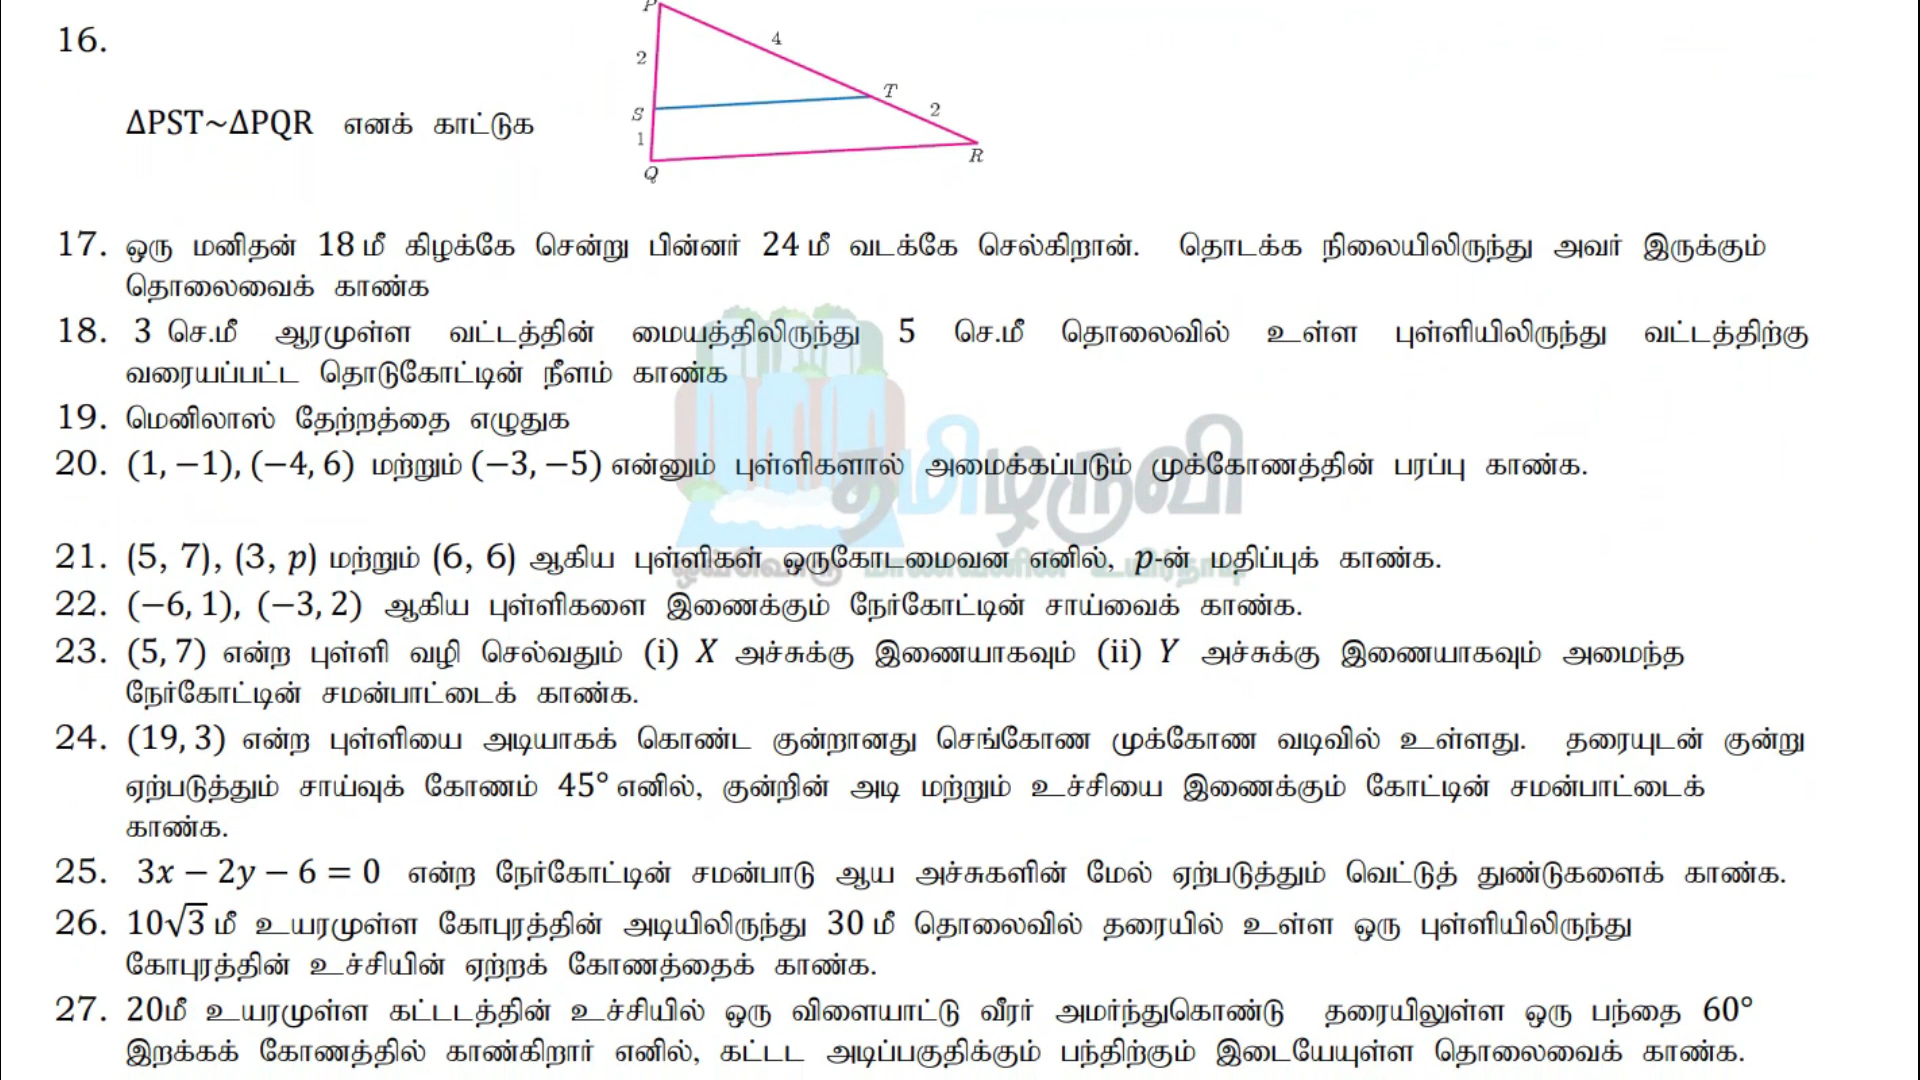 16.
P
4
2
T
S
2
ΔPST~ΔPQR எனக் காட்டுக
1
R
Q
17. ஒரு மனிதன் 18 மீ கிழக்கே சென்று பின்னர் 24 மீ வடக்கே செல்கிறான். தொடக்க நிலையிலிருந்து அவர் இருக்கும்
தொலைவைக் காண்க
18. 3 செ.மீ ஆரமுள்ள வட்டத்தின் மையத்திலிருந்து 5 செ.மீ தொலைவில் உள்ள புள்ளியிலிருந்து வட்டத்திற்கு
வரையப்பட்ட தொடுகோட்டின் நீளம் காண்க
19. மெனிலாஸ் தேற்றத்தை எழுதுக
தமிழருவி
20. (1, −1), (−4, 6) மற்றும் (−3, −5) என்னும் புள்ளிகளால் அமைக்கப்படும் முக்கோணத்தின் பரப்பு காண்க.
21. (5, 7), (3, p) மற்றும் (6, 6) ஆகிய புள்ளிகள் ஒருகோடமைவன எனில், p-ன் மதிப்புக் காண்க.
ஒவ்வொரு மாணவனின் உயிர்நாடி
22. (−6, 1), (−3, 2) ஆகிய புள்ளிகளை இணைக்கும் நேர்கோட்டின் சாய்வைக் காண்க.
23. (5, 7) என்ற புள்ளி வழி செல்வதும் (i) X அச்சுக்கு இணையாகவும் (ii) Y அச்சுக்கு இணையாகவும் அமைந்த
நேர்கோட்டின் சமன்பாட்டைக் காண்க.
24. (19, 3) என்ற புள்ளியை அடியாகக் கொண்ட குன்றானது செங்கோண முக்கோண வடிவில் உள்ளது. தரையுடன் குன்று
ஏற்படுத்தும் சாய்வுக் கோணம் 45° எனில், குன்றின் அடி மற்றும் உச்சியை இணைக்கும் கோட்டின் சமன்பாட்டைக்
காண்க.
25. 3x − 2y − 6 = 0 என்ற நேர்கோட்டின் சமன்பாடு ஆய அச்சுகளின் மேல் ஏற்படுத்தும் வெட்டுத் துண்டுகளைக் காண்க.
26. 10√3 மீ உயரமுள்ள கோபுரத்தின் அடியிலிருந்து 30 மீ தொலைவில் தரையில் உள்ள ஒரு புள்ளியிலிருந்து
கோபுரத்தின் உச்சியின் ஏற்றக் கோணத்தைக் காண்க.
27. 20மீ உயரமுள்ள கட்டடத்தின் உச்சியில் ஒரு விளையாட்டு வீரர் அமர்ந்துகொண்டு தரையிலுள்ள ஒரு பந்தை 60°
இறக்கக் கோணத்தில் காண்கிறார் எனில், கட்டட அடிப்பகுதிக்கும் பந்திற்கும் இடையேயுள்ள தொலைவைக் காண்க.